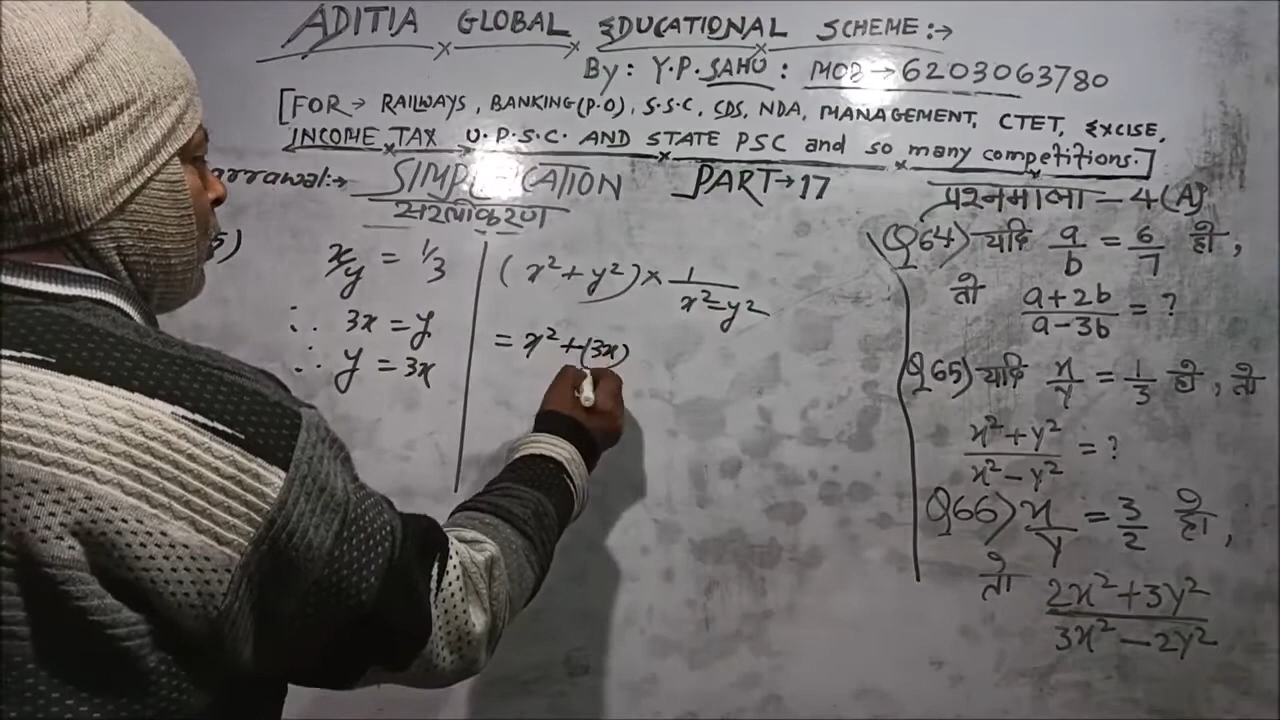 ADITIA GLOBAL EDUCATIONAL SCHEME :→
By : Y.P. SAHU : MOB → 6203063780
[FOR → RAILWAYS, BANKING (P.O), S.S.C, CDS, NDA, MANAGEMENT, CTET, EXCISE,
INCOME TAX U.P.S.C. AND STATE PSC and so many competitions.]
SIMPLIFICATION PART → 17
सरलीकरण
x/y = 1/3
∴ 3x = y
∴ y = 3x
(x² + y²) × 1/(x² - y²)
= x² + (3x)
प्रश्नमाला - 4(A)
Q64) यदि a/b = 6/7 हो,
तो (a + 2b)/(a - 3b) = ?
Q65) यदि x/y = 1/3 हो, तो
(x² + y²)/(x² - y²) = ?
Q66) x/y = 3/2 हो,
तो (2x² + 3y²)/(3x² - 2y²)